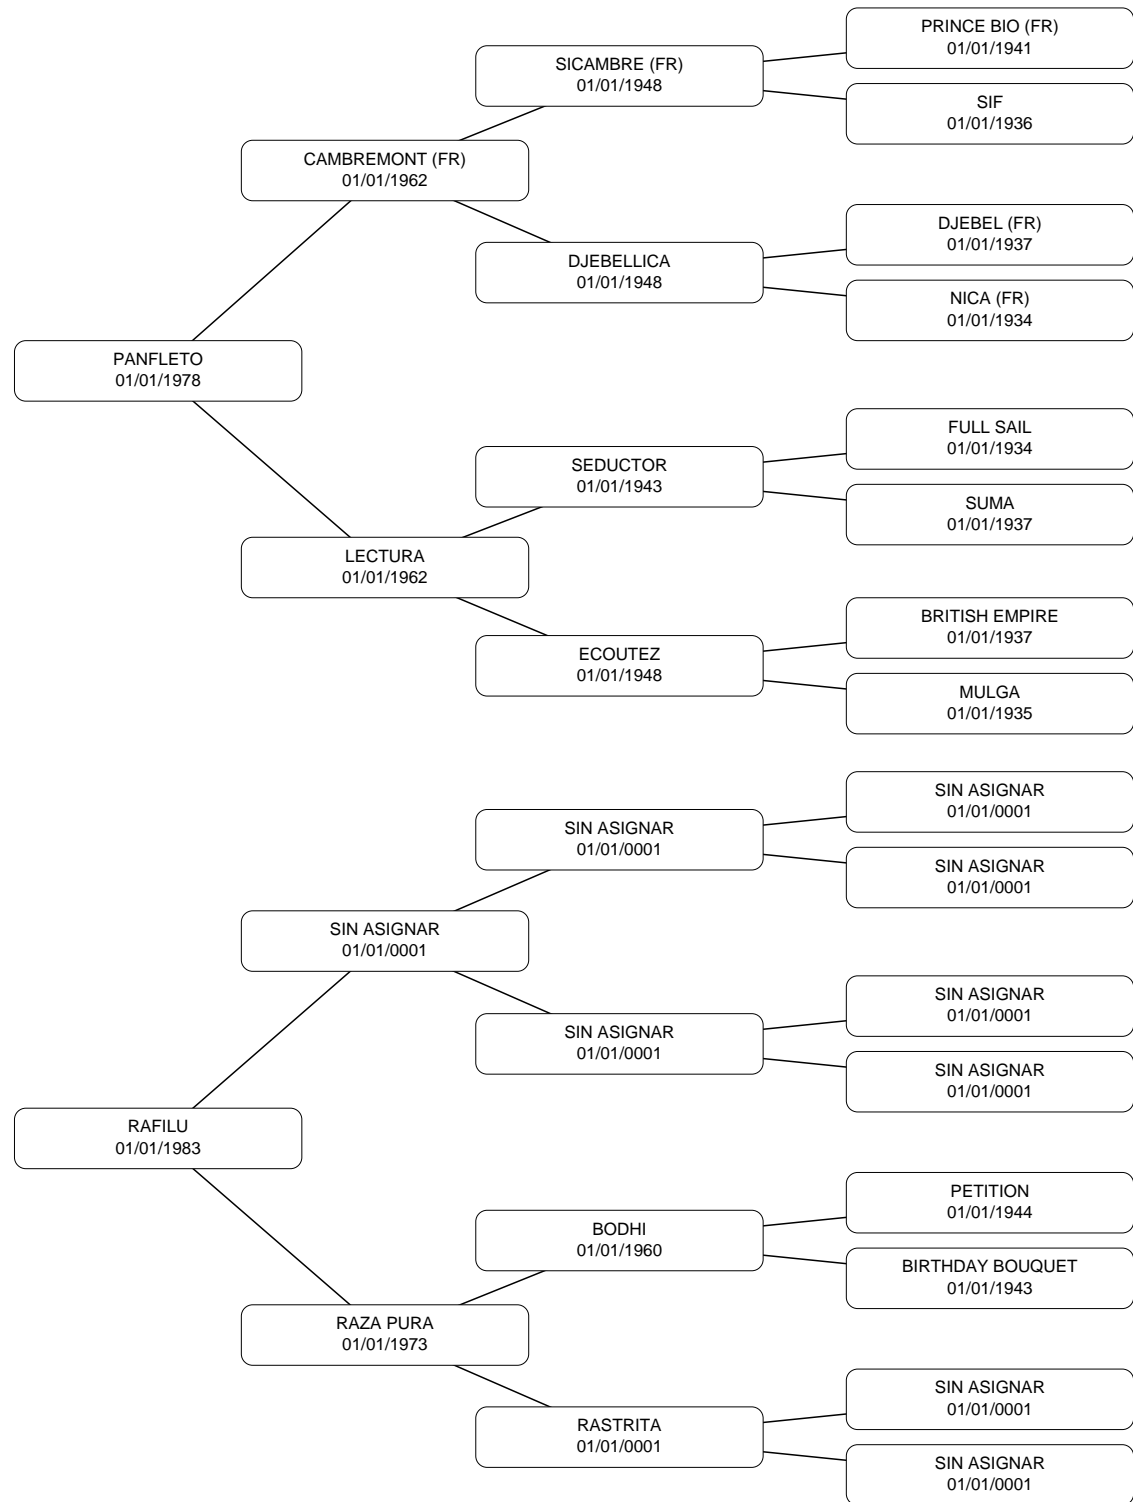 PRINCE BIO (FR)
01/01/1941
SICAMBRE (FR)
01/01/1948
SIF
01/01/1936
CAMBREMONT (FR)
01/01/1962
DJEBEL (FR)
01/01/1937
DJEBELLICA
01/01/1948
NICA (FR)
01/01/1934
PANFLETO
01/01/1978
FULL SAIL
01/01/1934
SEDUCTOR
01/01/1943
SUMA
01/01/1937
LECTURA
01/01/1962
BRITISH EMPIRE
01/01/1937
ECOUTEZ
01/01/1948
MULGA
01/01/1935
SIN ASIGNAR
01/01/0001
SIN ASIGNAR
01/01/0001
SIN ASIGNAR
01/01/0001
SIN ASIGNAR
01/01/0001
SIN ASIGNAR
01/01/0001
SIN ASIGNAR
01/01/0001
SIN ASIGNAR
01/01/0001
RAFILU
01/01/1983
PETITION
01/01/1944
BODHI
01/01/1960
BIRTHDAY BOUQUET
01/01/1943
RAZA PURA
01/01/1973
SIN ASIGNAR
01/01/0001
RASTRITA
01/01/0001
SIN ASIGNAR
01/01/0001